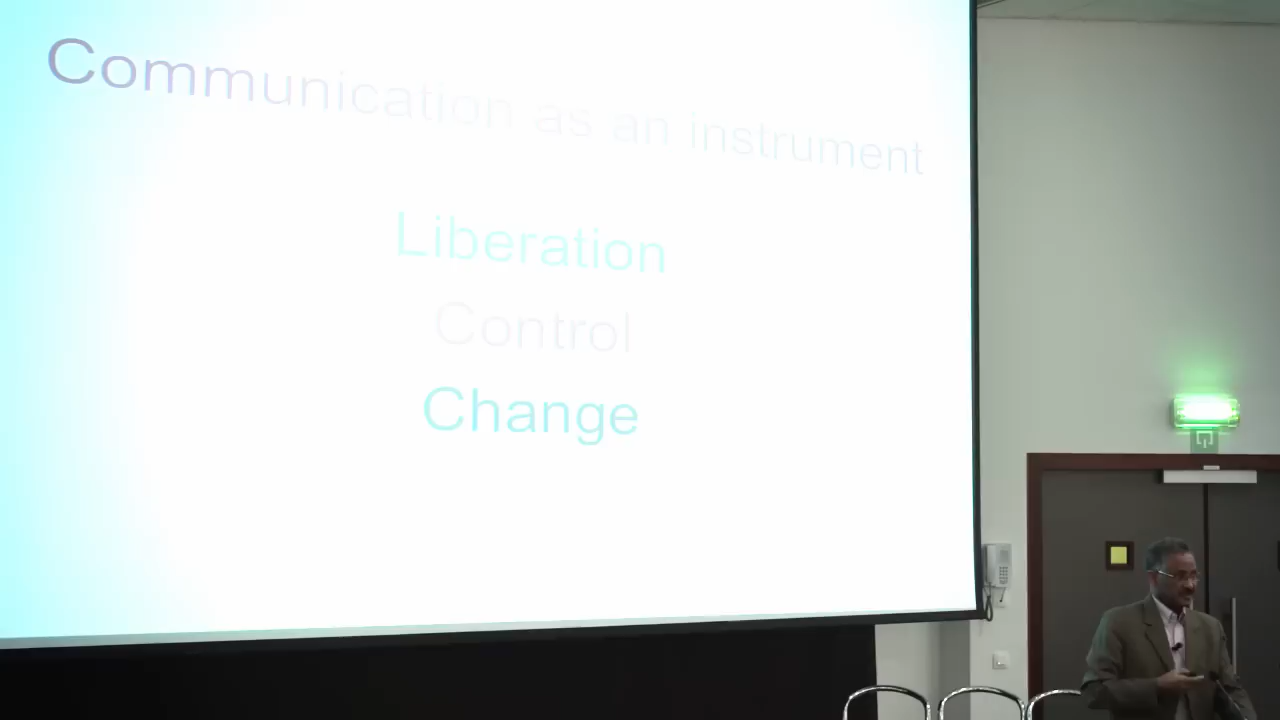 Communication as an instrument
Liberation
Control
Change